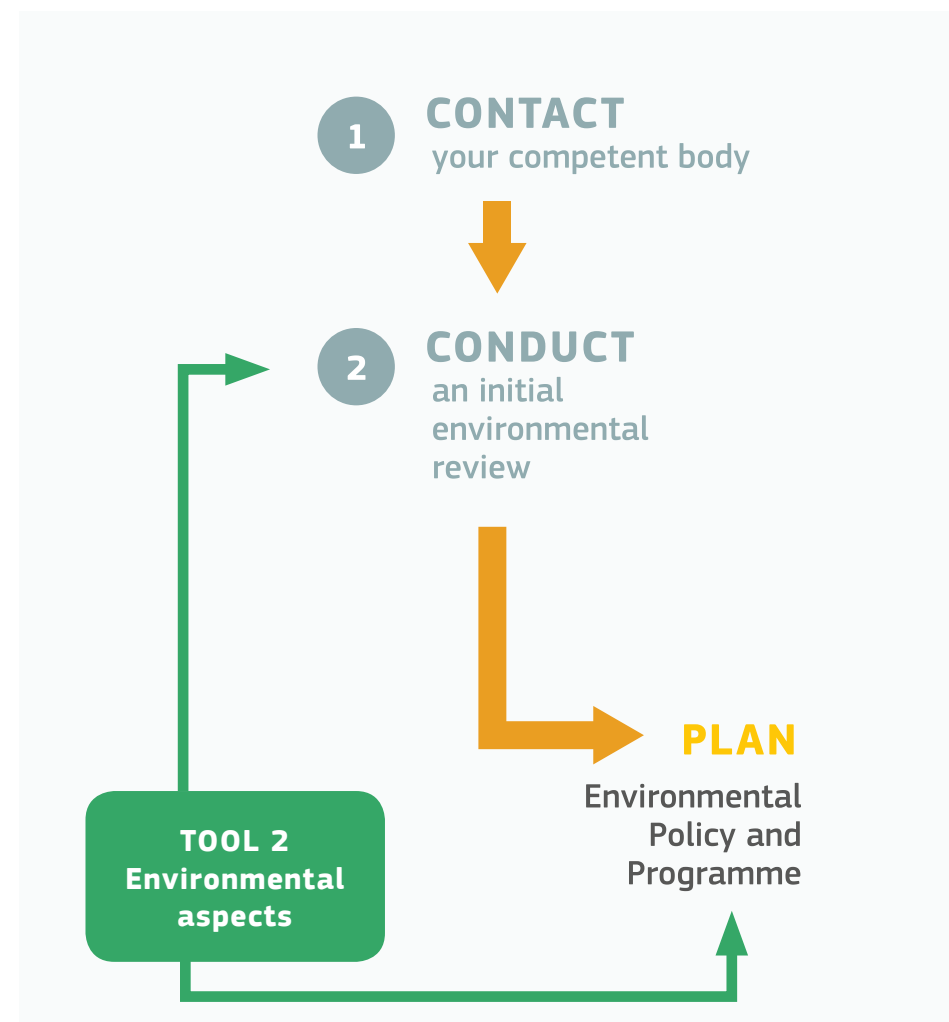 1
CONTACT
your competent body
2
CONDUCT
an initial
environmental
review
PLAN
Environmental
Policy and
Programme
TOOL 2
Environmental
aspects